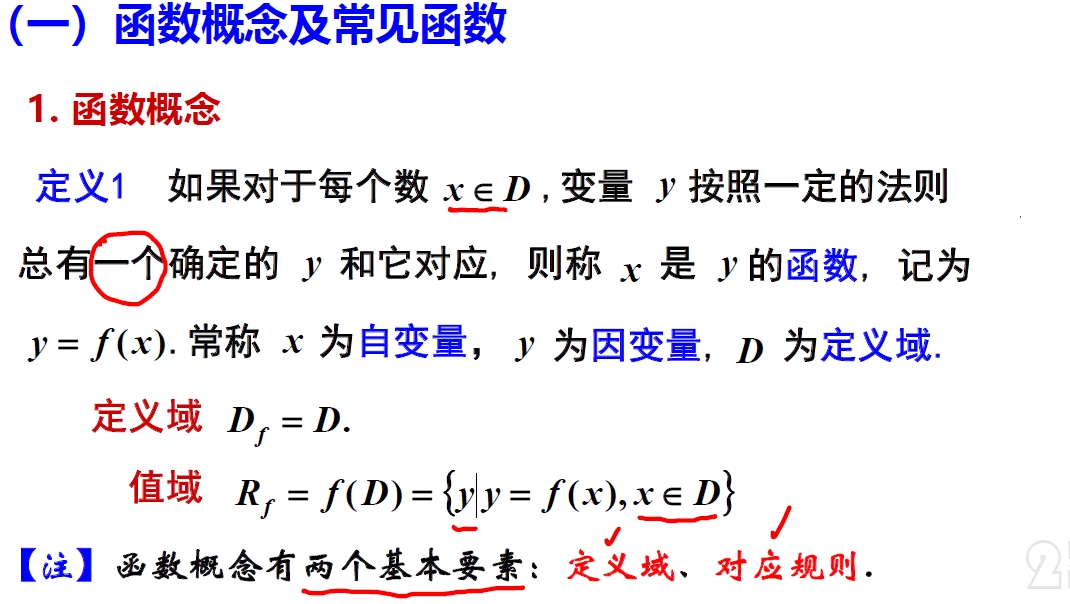 （一）函数概念及常见函数
1. 函数概念
定义1 如果对于每个数 x ∈ D , 变量 y 按照一定的法则
总有一个确定的 y 和它对应, 则称 x 是 y 的函数, 记为
y = f(x). 常称 x 为自变量, y 为因变量, D 为定义域.
定义域 D_f = D.
值域 R_f = f(D) = {y|y = f(x), x ∈ D}
【注】函数概念有两个基本要素: 定义域、对应规则.